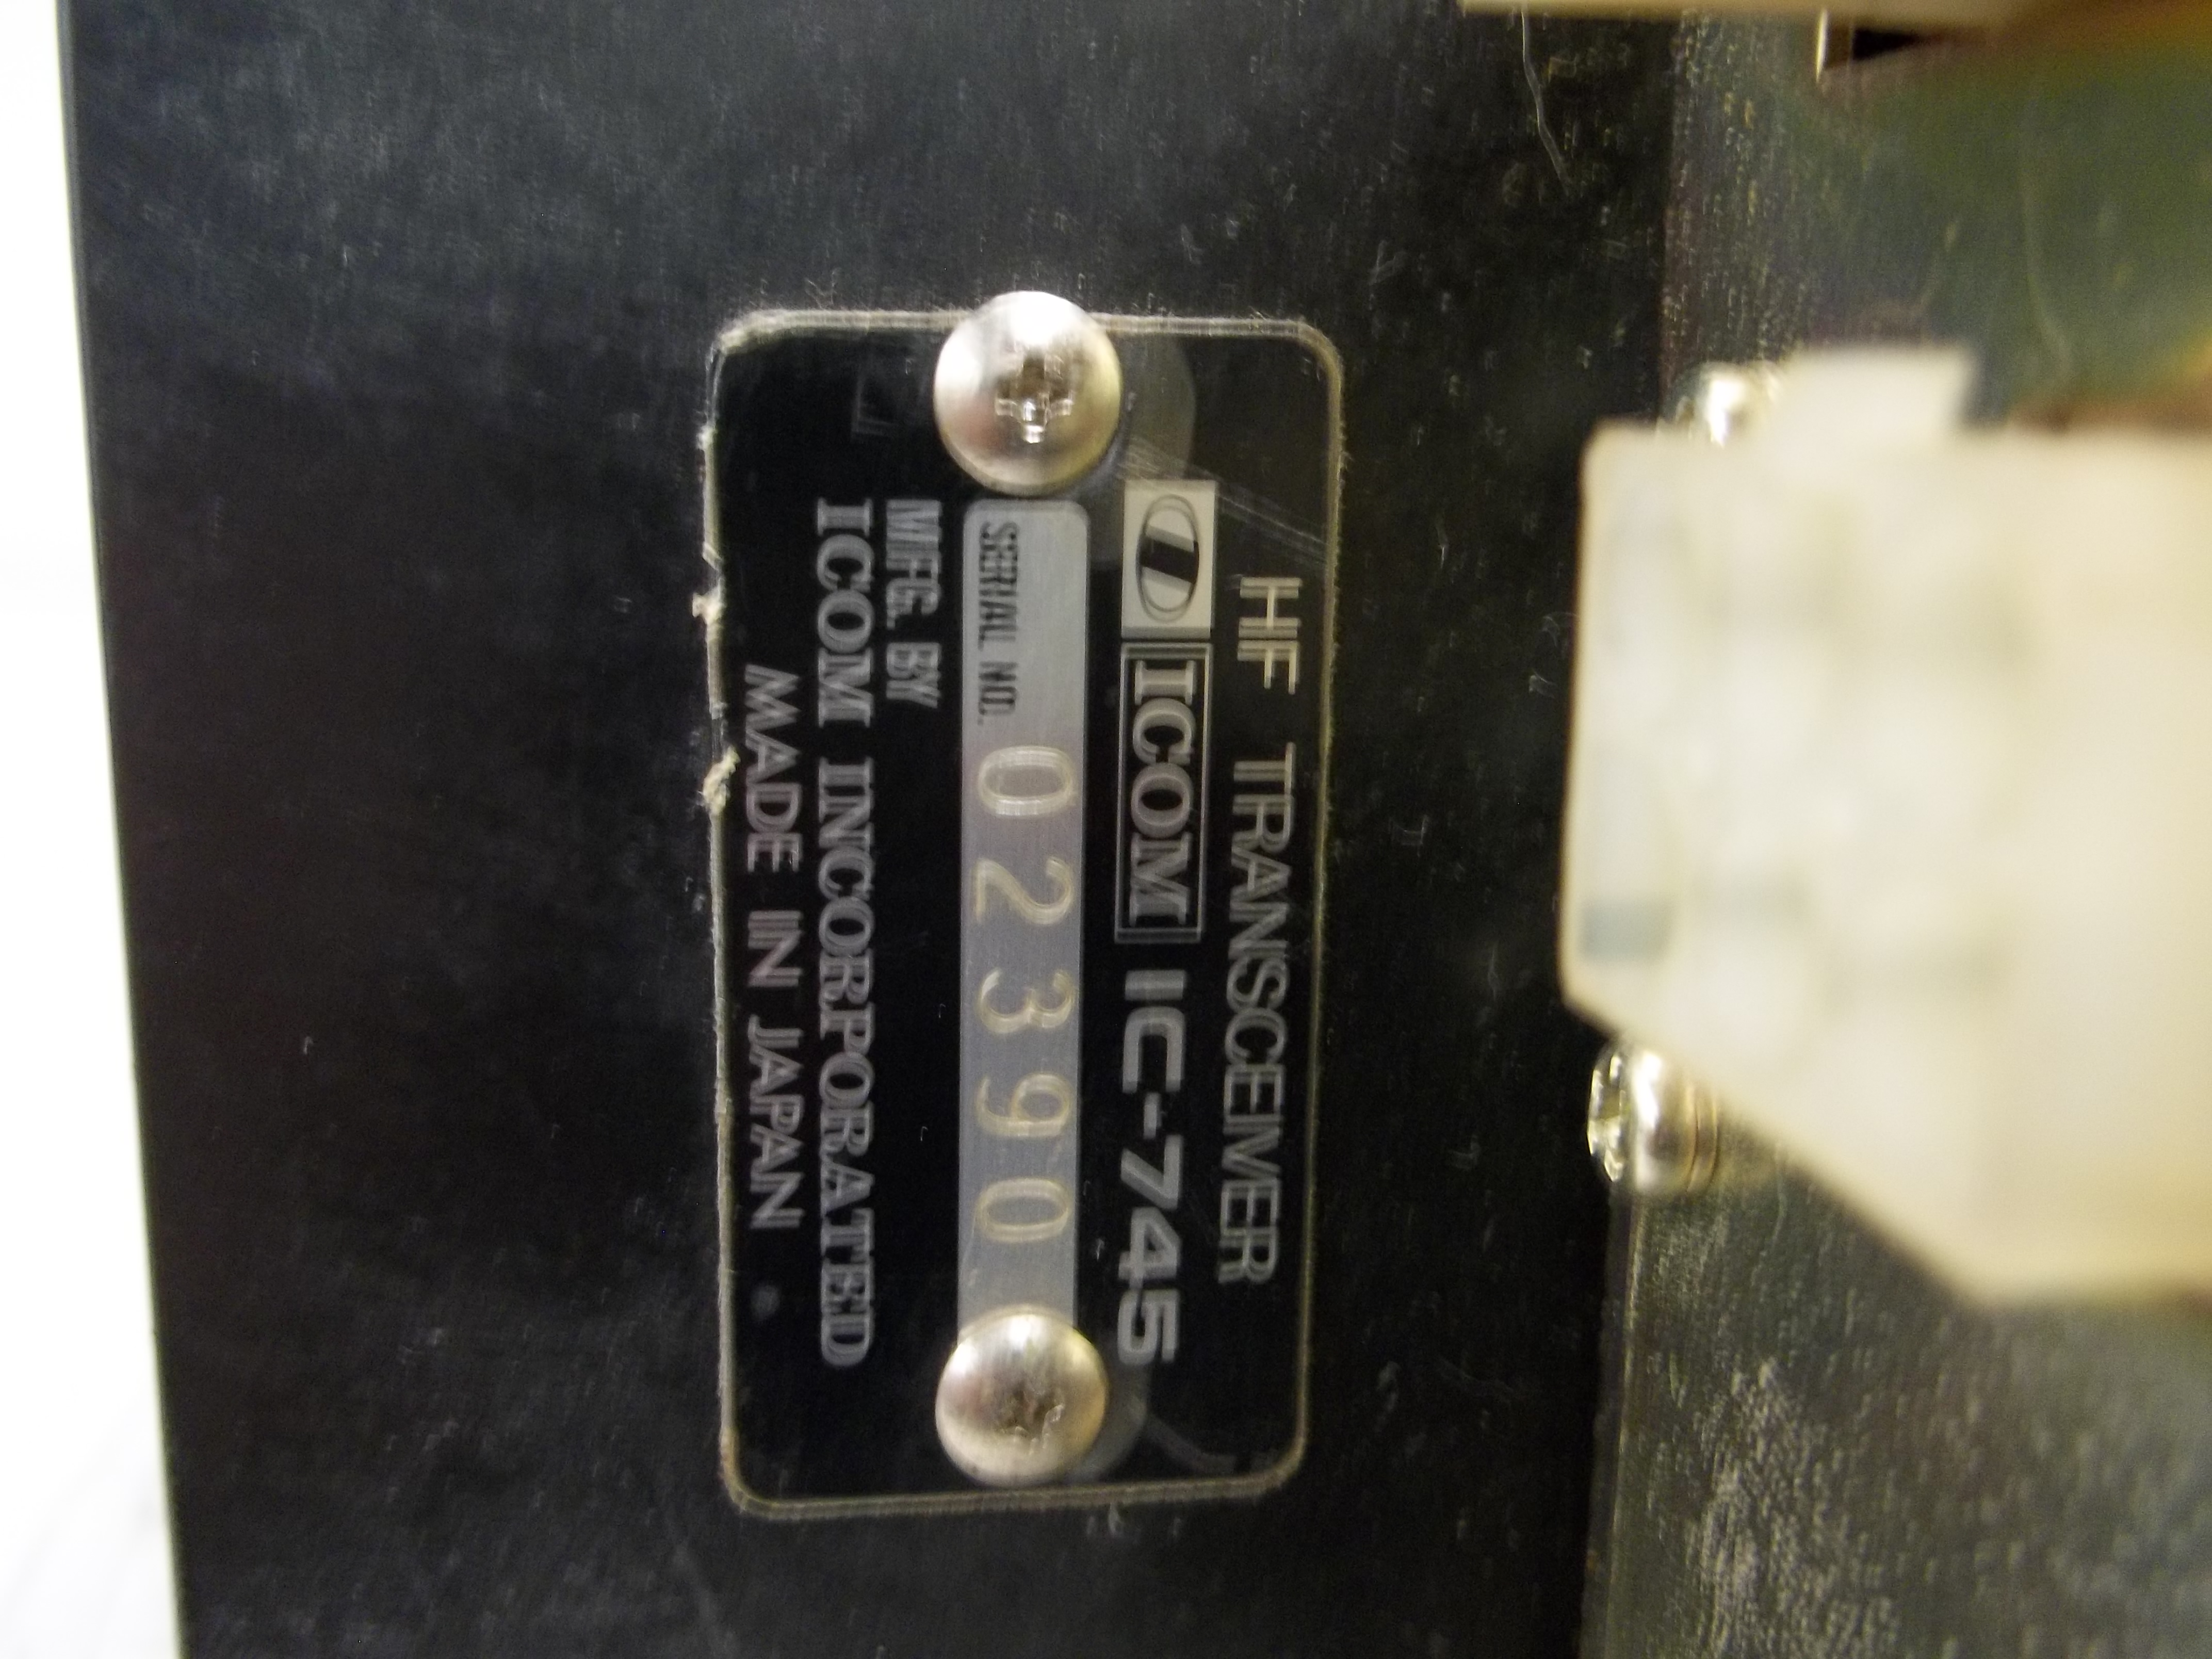 HF TRANSCEIVER
ICOM IC-745
SERIAL NO. 02390
MFG. BY
ICOM INCORPORATED
MADE IN JAPAN